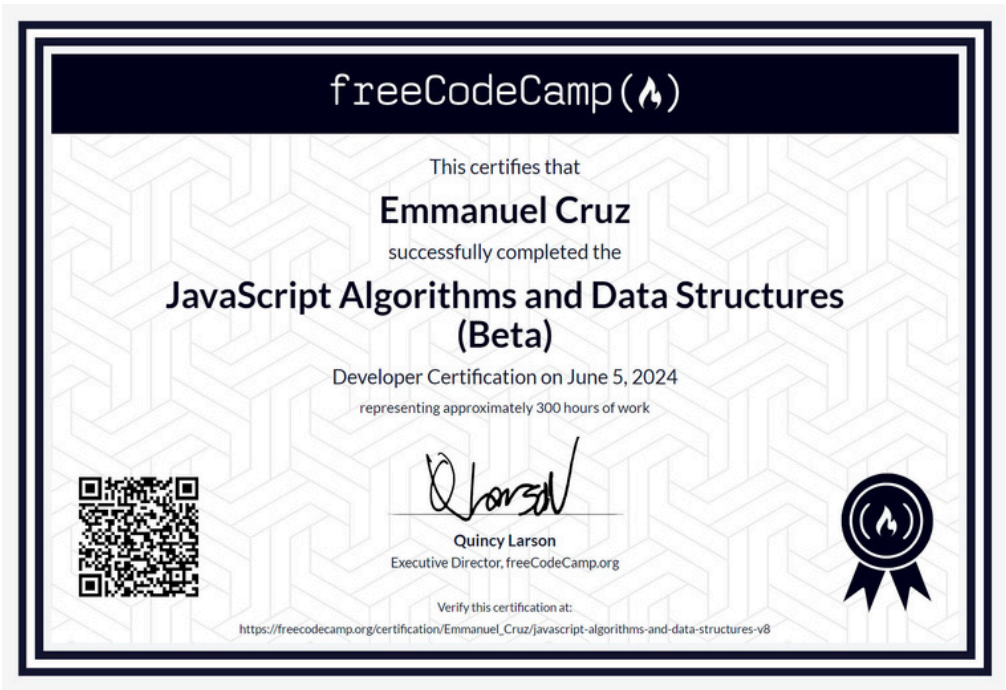 freeCodeCamp(🔥)
This certifies that
Emmanuel Cruz
successfully completed the
JavaScript Algorithms and Data Structures
(Beta)
Developer Certification on June 5, 2024
representing approximately 300 hours of work
Q Larson
Quincy Larson
Executive Director, freeCodeCamp.org
Verify this certification at:
https://freecodecamp.org/certification/Emmanuel_Cruz/javascript-algorithms-and-data-structures-v8